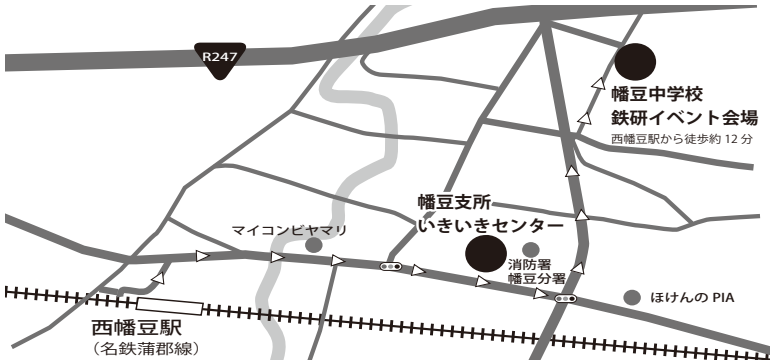 R247
幡豆中学校
鉄研イベント会場
西幡豆駅から徒歩約 12 分
幡豆支所
いきいきセンター
マイコンビヤマリ
消防署
幡豆分署
ほけんの PIA
西幡豆駅
（名鉄蒲郡線）